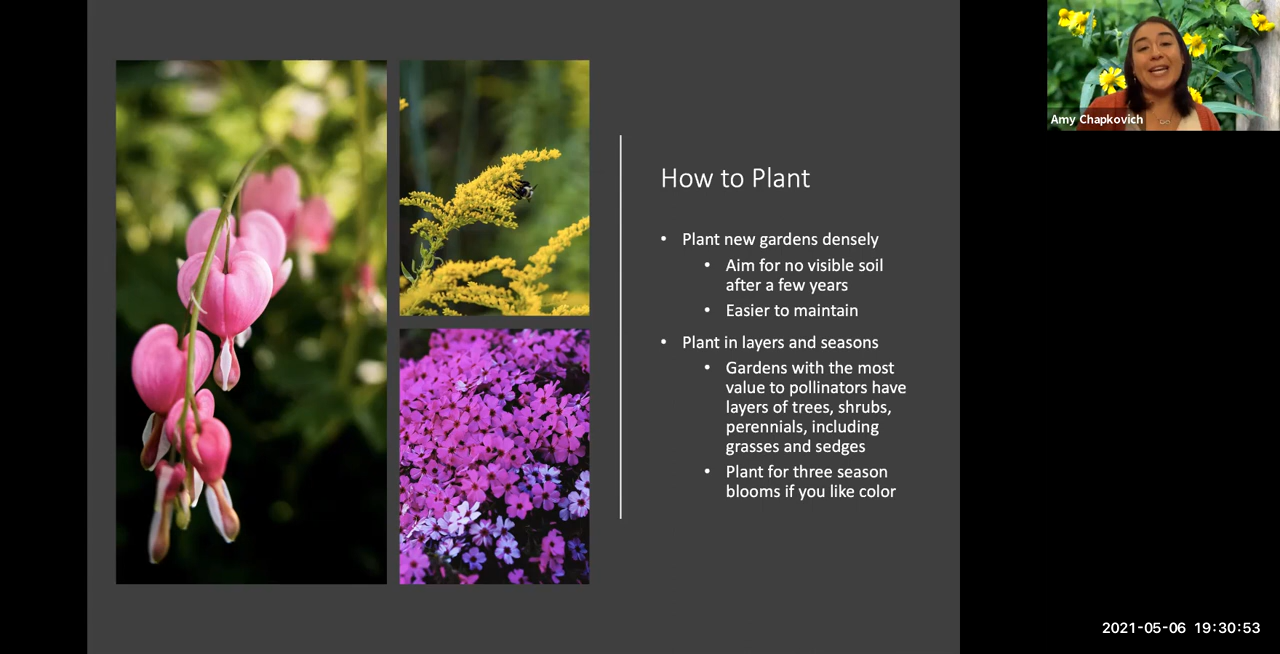 Amy Chapkovich
How to Plant
• Plant new gardens densely
• Aim for no visible soil
after a few years
• Easier to maintain
• Plant in layers and seasons
• Gardens with the most
value to pollinators have
layers of trees, shrubs,
perennials, including
grasses and sedges
• Plant for three season
blooms if you like color
2021-05-06 19:30:53